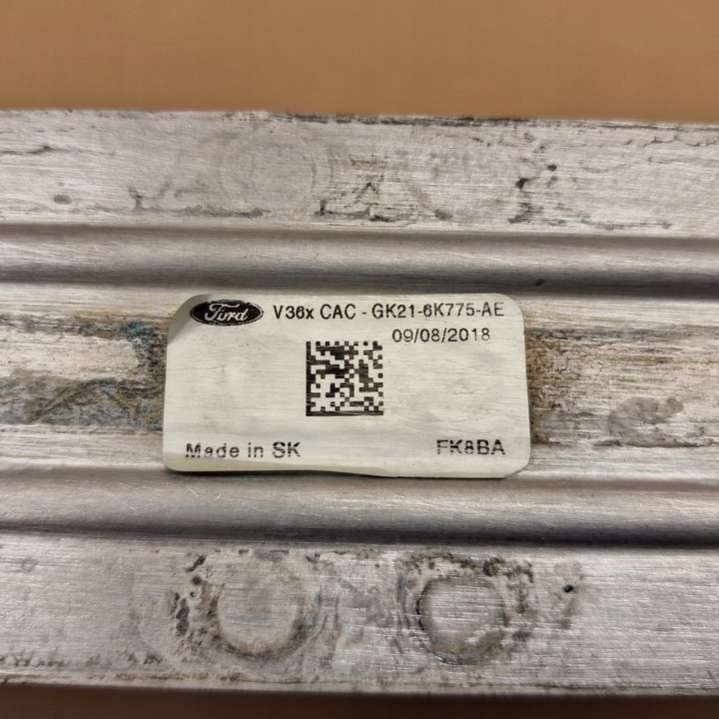 Ford V36x CAC - GK21-6K775-AE
09/08/2018
Made in SK FK8BA